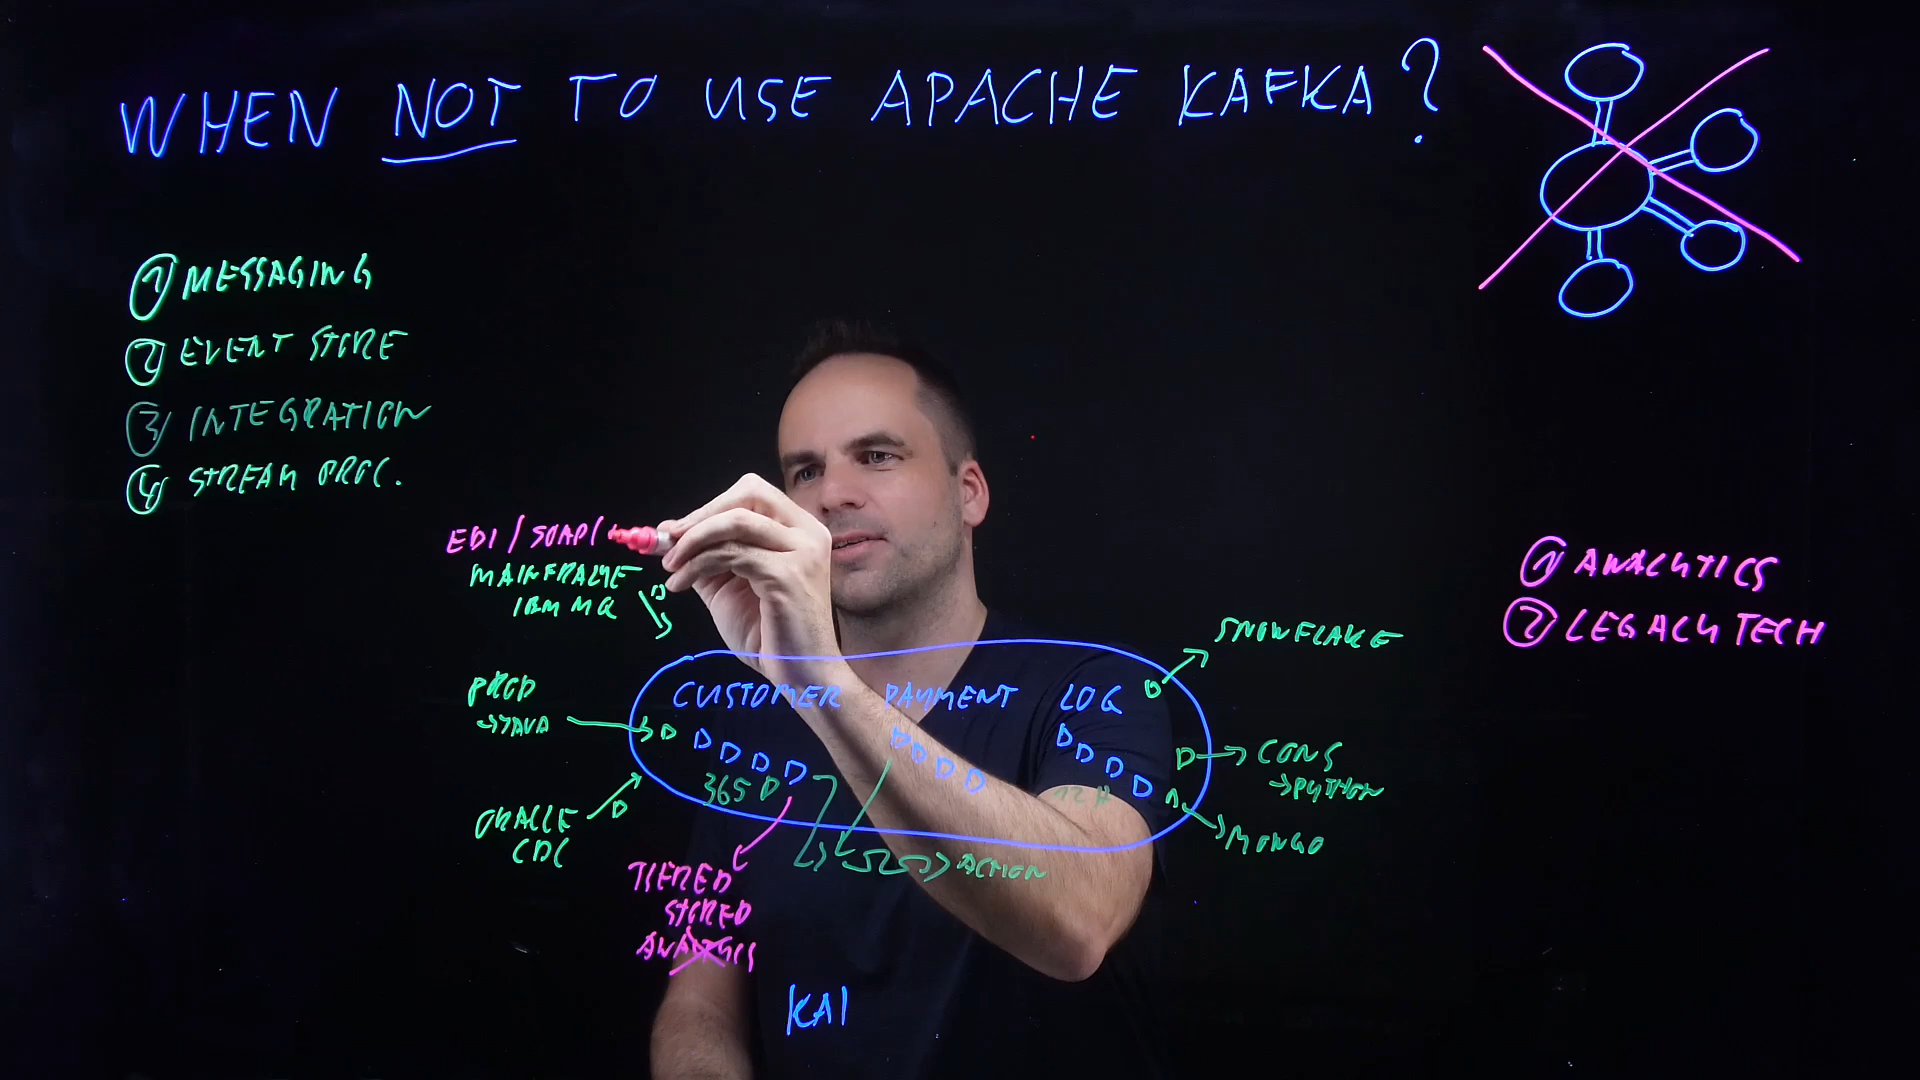 WHEN NOT TO USE APACHE KAFKA?
① MESSAGING
② EVENT STORE
③ INTEGRATION
④ STREAM PROC.
EDI / SOAP /
MAINFRAME
IBM MQ
PROD
→JAVA
ORACLE
CDC
CUSTOMER PAYMENT LOG
365 D
TIERED
STORED
ACTION
SNOWFLAKE
CONS
→PYTHON
MONGO
① ANALYTICS
② LEGACY TECH
KAI